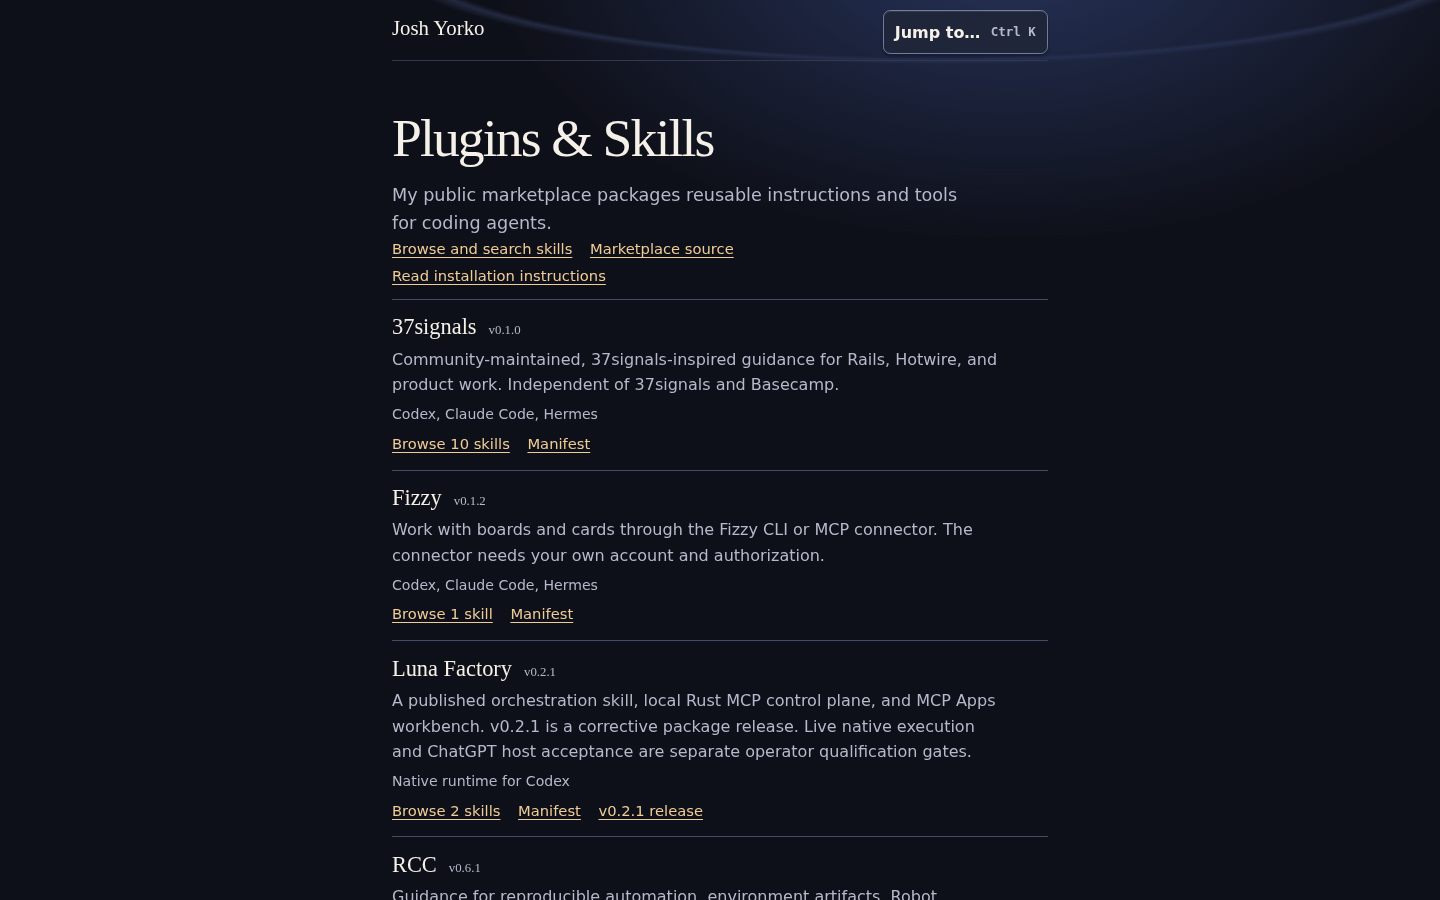 Josh Yorko
Jump to... Ctrl K
Plugins & Skills
My public marketplace packages reusable instructions and tools
for coding agents.
Browse and search skills Marketplace source
Read installation instructions
37signals v0.1.0
Community-maintained, 37signals-inspired guidance for Rails, Hotwire, and
product work. Independent of 37signals and Basecamp.
Codex, Claude Code, Hermes
Browse 10 skills Manifest
Fizzy v0.1.2
Work with boards and cards through the Fizzy CLI or MCP connector. The
connector needs your own account and authorization.
Codex, Claude Code, Hermes
Browse 1 skill Manifest
Luna Factory v0.2.1
A published orchestration skill, local Rust MCP control plane, and MCP Apps
workbench. v0.2.1 is a corrective package release. Live native execution
and ChatGPT host acceptance are separate operator qualification gates.
Native runtime for Codex
Browse 2 skills Manifest v0.2.1 release
RCC v0.6.1
Guidance for reproducible automation, environment artifacts, Robot